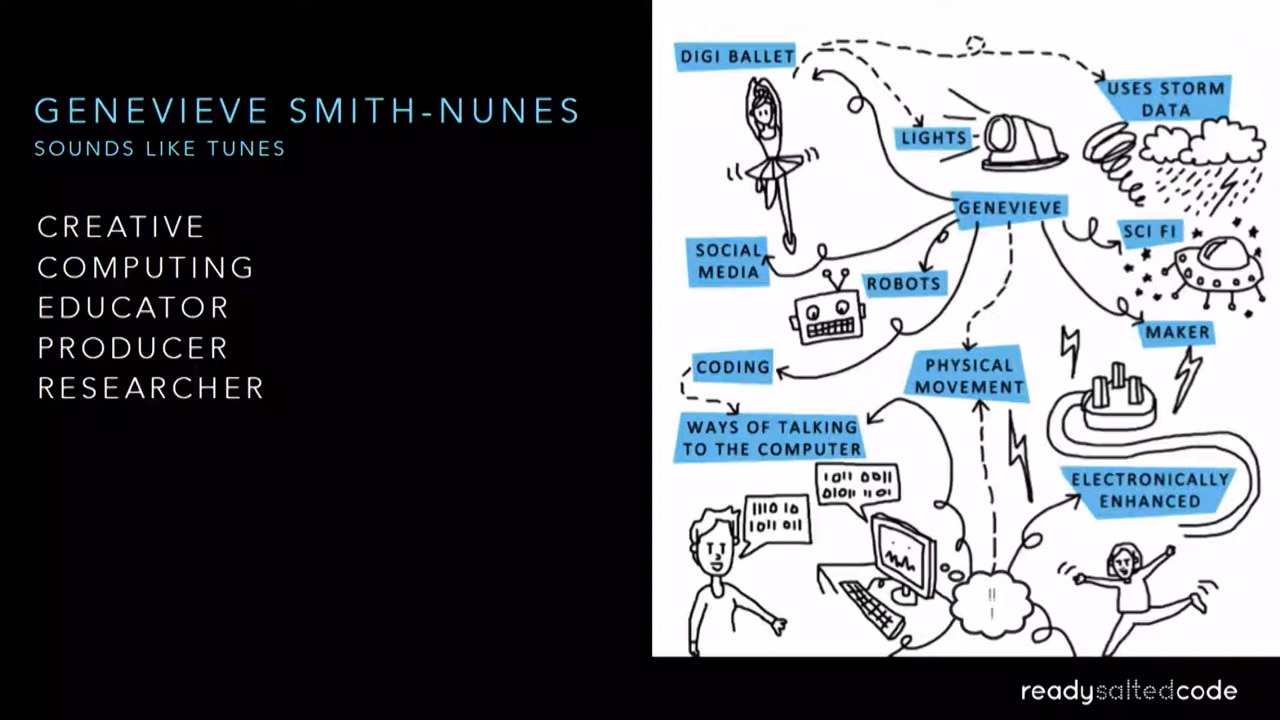 GENEVIEVE SMITH-NUNES
SOUNDS LIKE TUNES
CREATIVE
COMPUTING
EDUCATOR
PRODUCER
RESEARCHER
DIGI BALLET
USES STORM
DATA
LIGHTS
GENEVIEVE
SCI FI
SOCIAL
MEDIA
ROBOTS
MAKER
CODING
PHYSICAL
MOVEMENT
WAYS OF TALKING
TO THE COMPUTER
ELECTRONICALLY
ENHANCED
1011 0011
01011 1101
1110 10
1011 011
readysaltedcode